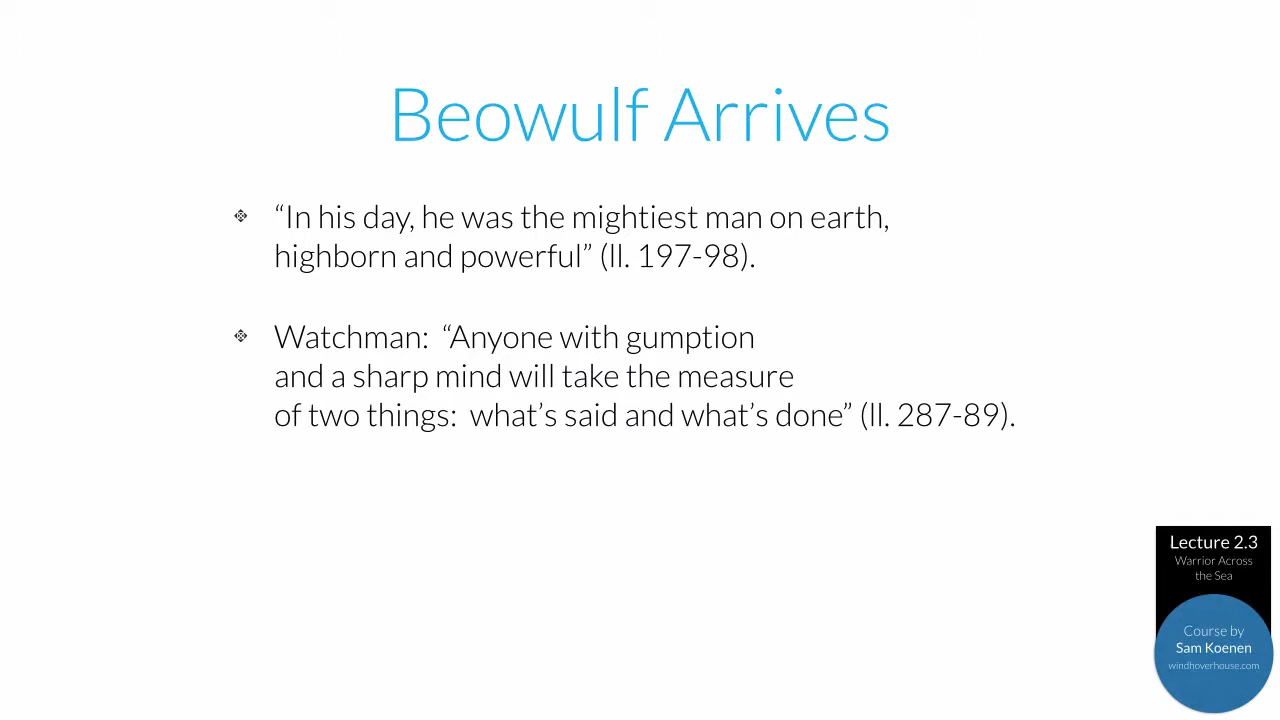 Beowulf Arrives
“In his day, he was the mightiest man on earth,
highborn and powerful” (ll. 197-98).
Watchman:  “Anyone with gumption
and a sharp mind will take the measure
of two things:  what’s said and what’s done” (ll. 287-89).
Lecture 2.3
Warrior Across
the Sea
Course by
Sam Koenen
windhoverhouse.com